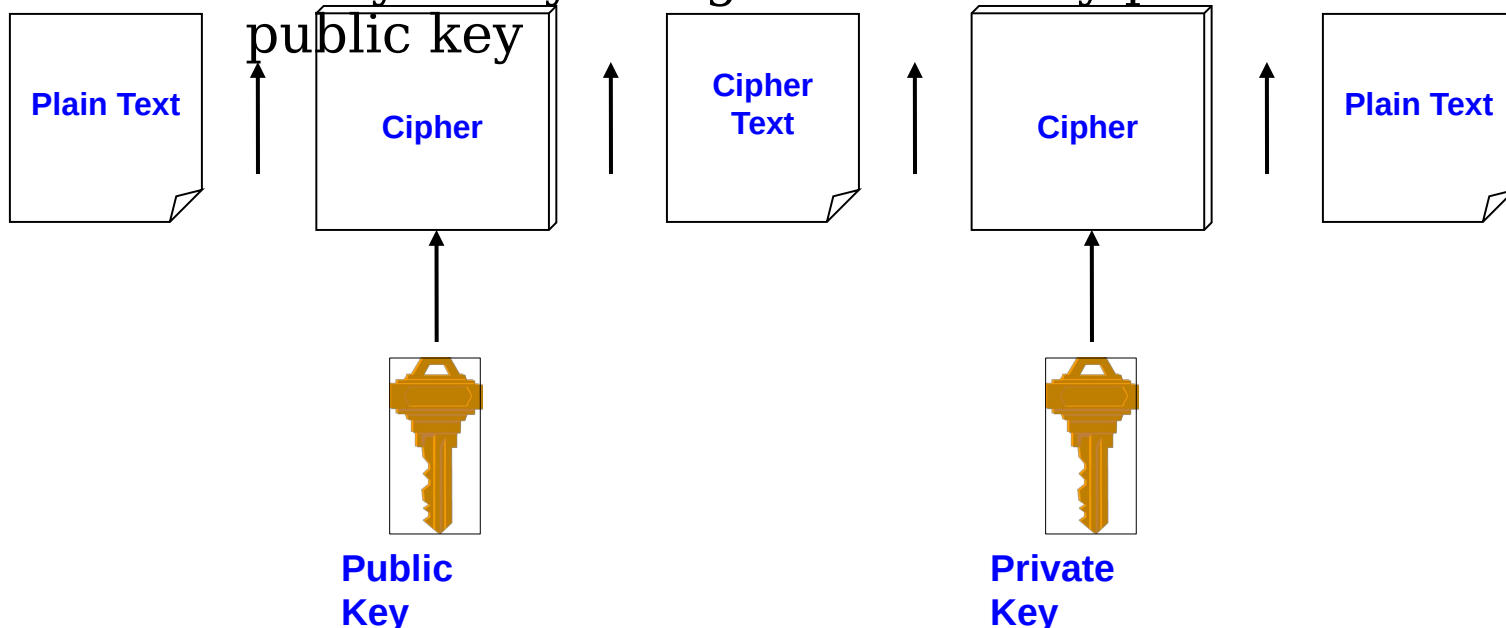 public key
Plain Text
Cipher
Cipher
Text
Cipher
Plain Text
Public
Key
Private
Key